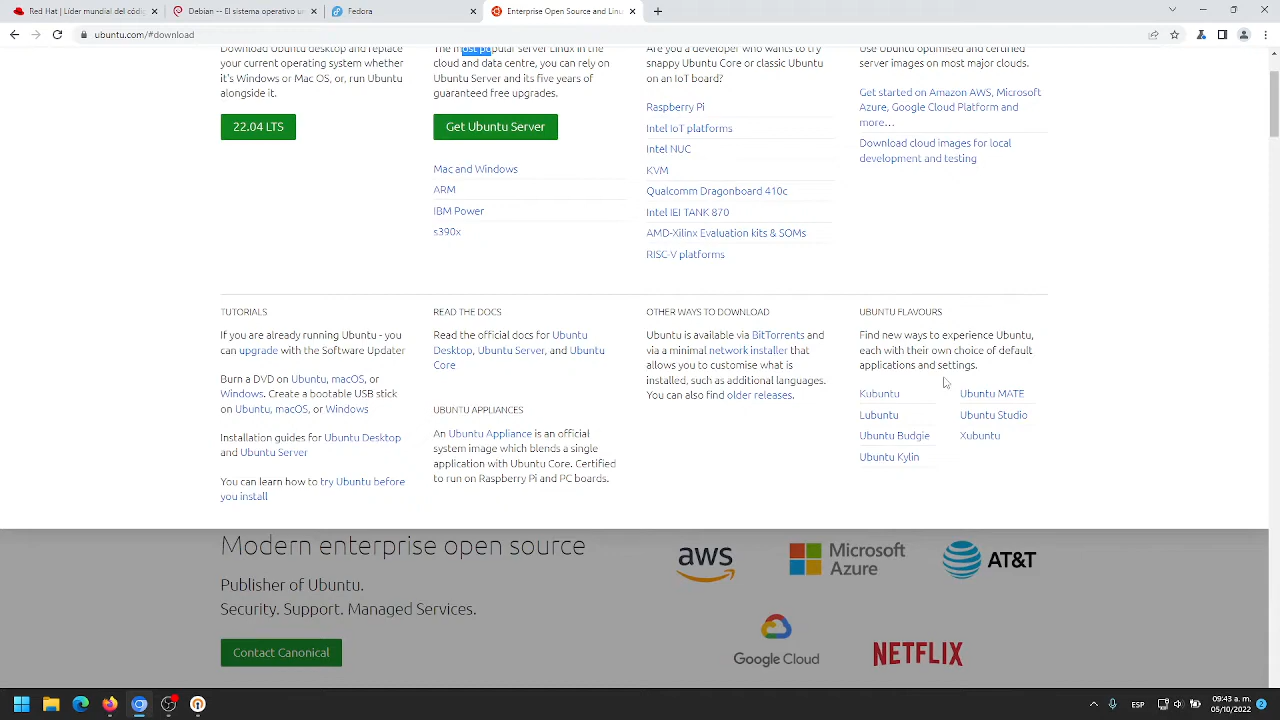 Red Hat | Líder mundial del códig
Debian -- El sistema operativo u
Fedora
Enterprise Open Source and Linu
ubuntu.com/#download
Download Ubuntu desktop and replace
your current operating system whether
it's Windows or Mac OS, or, run Ubuntu
alongside it.
22.04 LTS
The most popular server Linux in the
cloud and data centre, you can rely on
Ubuntu Server and its five years of
guaranteed free upgrades.
Get Ubuntu Server
Mac and Windows
ARM
IBM Power
s390x
Are you a developer who wants to try
snappy Ubuntu Core or classic Ubuntu
on an IoT board?
Raspberry Pi
Intel IoT platforms
Intel NUC
KVM
Qualcomm Dragonboard 410c
Intel IEI TANK 870
AMD-Xilinx Evaluation kits & SOMs
RISC-V platforms
Use Ubuntu optimised and certified
server images on most major clouds.
Get started on Amazon AWS, Microsoft
Azure, Google Cloud Platform and
more…
Download cloud images for local
development and testing
TUTORIALS
If you are already running Ubuntu - you
can upgrade with the Software Updater
Burn a DVD on Ubuntu, macOS, or
Windows. Create a bootable USB stick
on Ubuntu, macOS, or Windows
Installation guides for Ubuntu Desktop
and Ubuntu Server
You can learn how to try Ubuntu before
you install
READ THE DOCS
Read the official docs for Ubuntu
Desktop, Ubuntu Server, and Ubuntu
Core
UBUNTU APPLIANCES
An Ubuntu Appliance is an official
system image which blends a single
application with Ubuntu Core. Certified
to run on Raspberry Pi and PC boards.
OTHER WAYS TO DOWNLOAD
Ubuntu is available via BitTorrents and
via a minimal network installer that
allows you to customise what is
installed, such as additional languages.
You can also find older releases.
UBUNTU FLAVOURS
Find new ways to experience Ubuntu,
each with their own choice of default
applications and settings.
Kubuntu
Lubuntu
Ubuntu Budgie
Ubuntu Kylin
Ubuntu MATE
Ubuntu Studio
Xubuntu
Modern enterprise open source
Publisher of Ubuntu.
Security. Support. Managed Services.
Contact Canonical
aws
Microsoft
Azure
AT&T
Google Cloud
NETFLIX
ESP
09:43 a. m.
05/10/2022
2